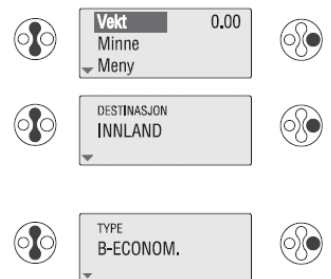 Vekt 0.00
Minne
Meny
DESTINASJON
INNLAND
TYPE
B-ECONOM.